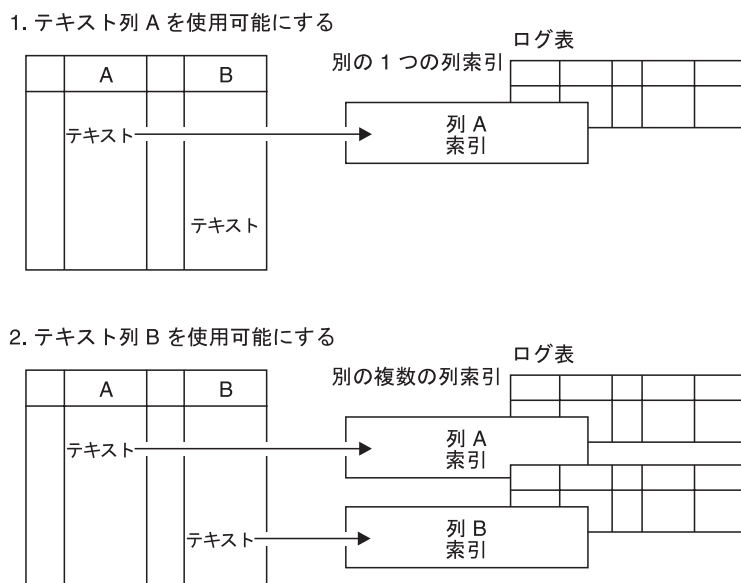 1. テキスト列 A を使用可能にする
ログ表
別の 1 つの列索引
A
B
列 A
索引
テキスト
テキスト
2. テキスト列 B を使用可能にする
ログ表
別の複数の列索引
A
B
列 A
索引
テキスト
列 B
索引
テキスト